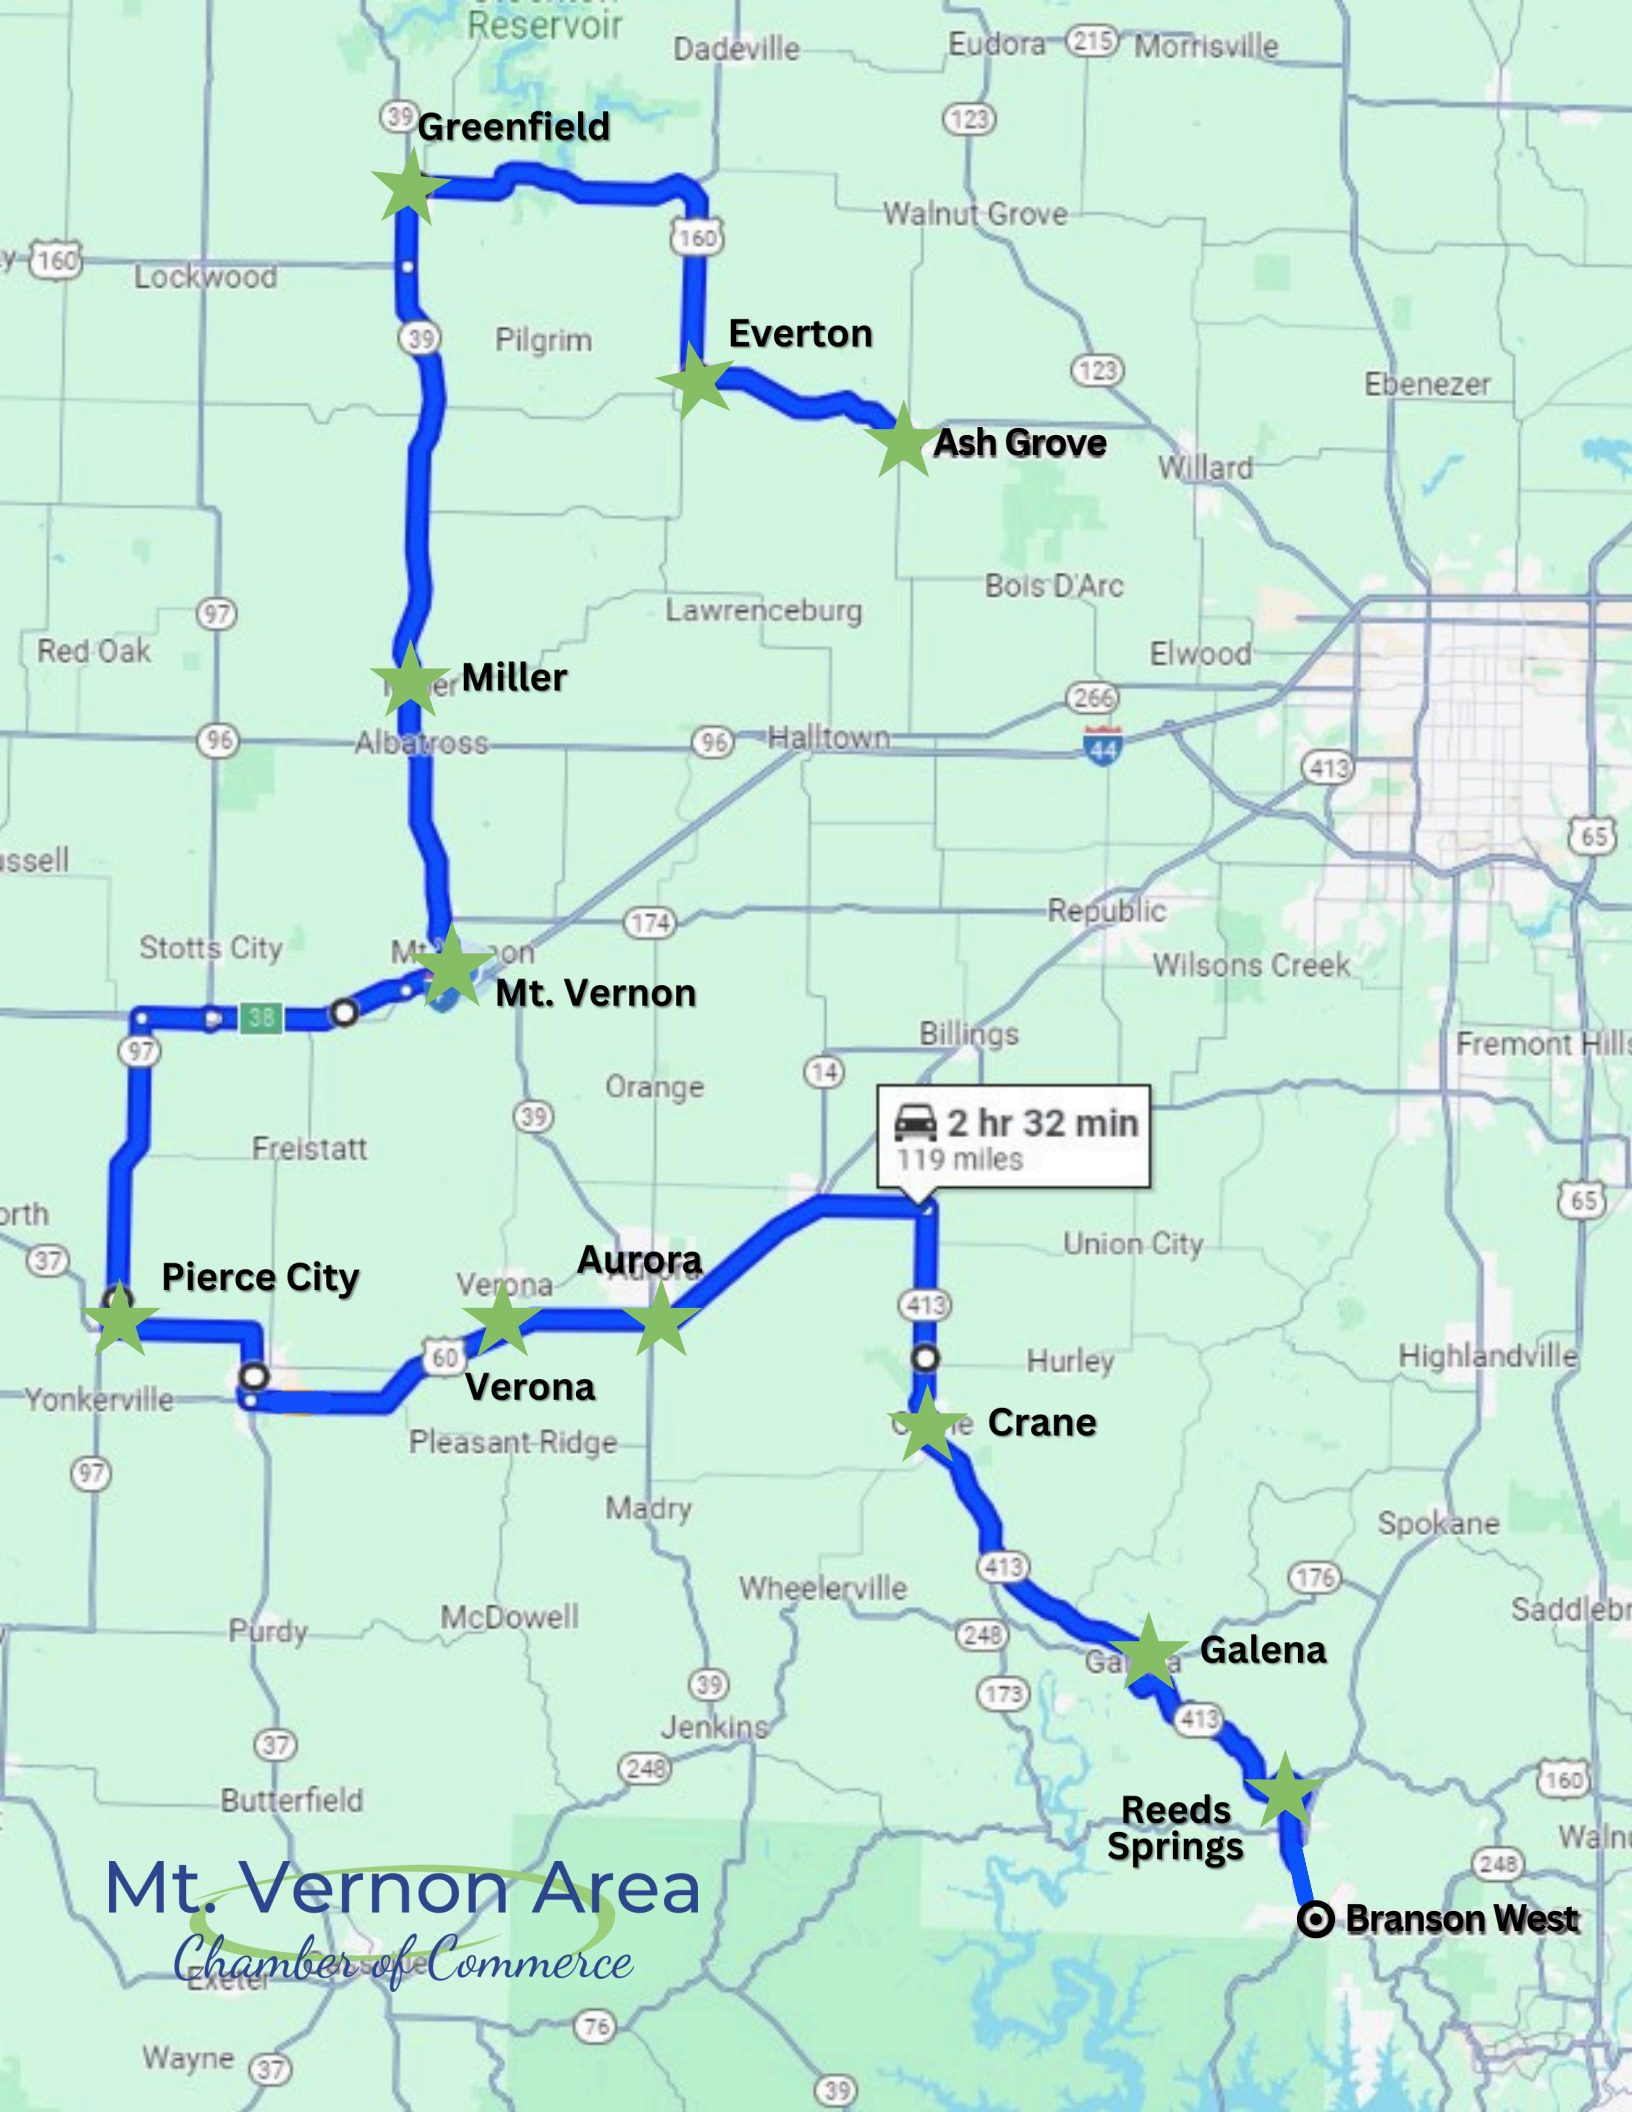 Reservoir
Dadeville
Eudora
215
Morrisville
39
Greenfield
123
Walnut Grove
160
160
Lockwood
39
Pilgrim
Everton
123
Ebenezer
Ash Grove
Willard
Bois D'Arc
97
Lawrenceburg
Red Oak
Elwood
Miller
266
96
Albatross
96
Halltown
44
413
65
ussell
174
Republic
Stotts City
Mt. Vernon
Wilsons Creek
38
Billings
Fremont Hills
97
14
Orange
39
2 hr 32 min
119 miles
Freistatt
65
orth
37
Union City
Pierce City
Aurora
Verona
413
60
Hurley
Highlandville
Verona
Yonkerville
Crane
Pleasant Ridge
97
Madry
Spokane
413
176
Wheelerville
Saddlebr
McDowell
Purdy
248
Galena
39
173
413
Jenkins
37
248
160
Butterfield
Reeds
Springs
Waln
248
Mt. Vernon Area
Chamber of Commerce
Branson West
Exeter
76
Wayne
37
39